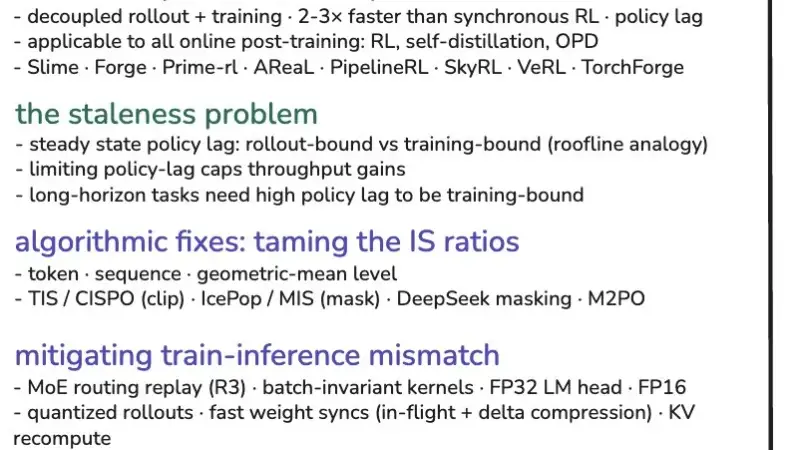 - decoupled rollout + training · 2-3× faster than synchronous RL · policy lag
- applicable to all online post-training: RL, self-distillation, OPD
- Slime · Forge · Prime-rl · AReaL · PipelineRL · SkyRL · VeRL · TorchForge
the staleness problem
- steady state policy lag: rollout-bound vs training-bound (roofline analogy)
- limiting policy-lag caps throughput gains
- long-horizon tasks need high policy lag to be training-bound
algorithmic fixes: taming the IS ratios
- token · sequence · geometric-mean level
- TIS / CISPO (clip) · IcePop / MIS (mask) · DeepSeek masking · M2PO
mitigating train-inference mismatch
- MoE routing replay (R3) · batch-invariant kernels · FP32 LM head · FP16
- quantized rollouts · fast weight syncs (in-flight + delta compression) · KV
recompute